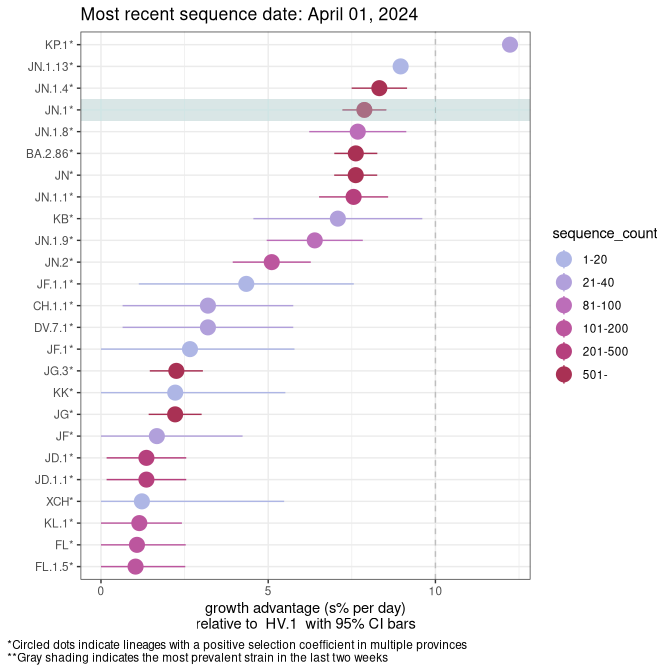 Most recent sequence date: April 01, 2024
KP.1*
JN.1.13*
JN.1.4*
JN.1*
JN.1.8*
BA.2.86*
JN*
JN.1.1*
KB*
JN.1.9*
JN.2*
JF.1.1*
CH.1.1*
DV.7.1*
JF.1*
JG.3*
KK*
JG*
JF*
JD.1*
JD.1.1*
XCH*
KL.1*
FL*
FL.1.5*
0 5 10
growth advantage (s% per day)
relative to HV.1 with 95% CI bars
sequence_count
1-20
21-40
81-100
101-200
201-500
501-
*Circled dots indicate lineages with a positive selection coefficient in multiple provinces
**Gray shading indicates the most prevalent strain in the last two weeks